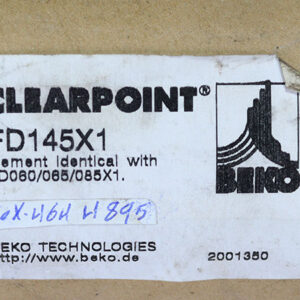 CLEARPOINT®
FD145X1
ement identical with
D060/065/085X1.
BEKO
BEKO TECHNOLOGIES
http://www.beko.de
2001350